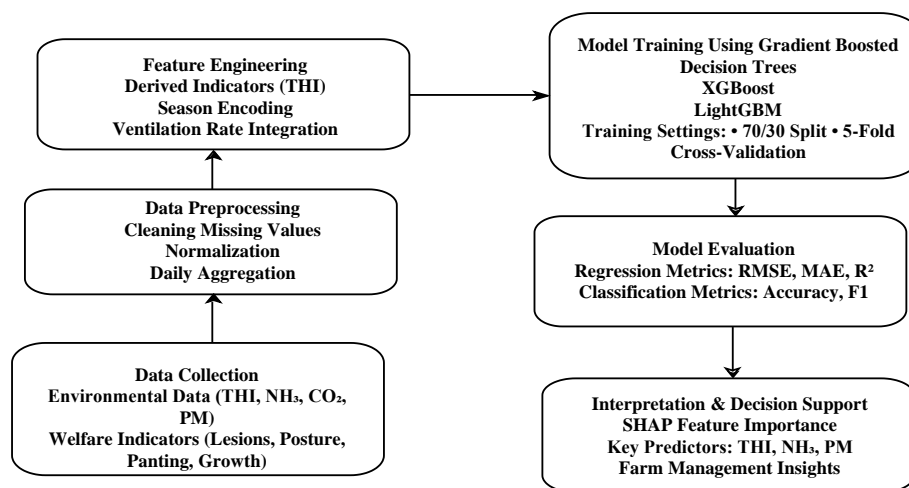 Feature Engineering
Derived Indicators (THI)
Season Encoding
Ventilation Rate Integration
Data Preprocessing
Cleaning Missing Values
Normalization
Daily Aggregation
Data Collection
Environmental Data (THI, NH₃, CO₂,
PM)
Welfare Indicators (Lesions, Posture,
Panting, Growth)
Model Training Using Gradient Boosted
Decision Trees
XGBoost
LightGBM
Training Settings: • 70/30 Split • 5-Fold
Cross-Validation
Model Evaluation
Regression Metrics: RMSE, MAE, R²
Classification Metrics: Accuracy, F1
Interpretation & Decision Support
SHAP Feature Importance
Key Predictors: THI, NH₃, PM
Farm Management Insights